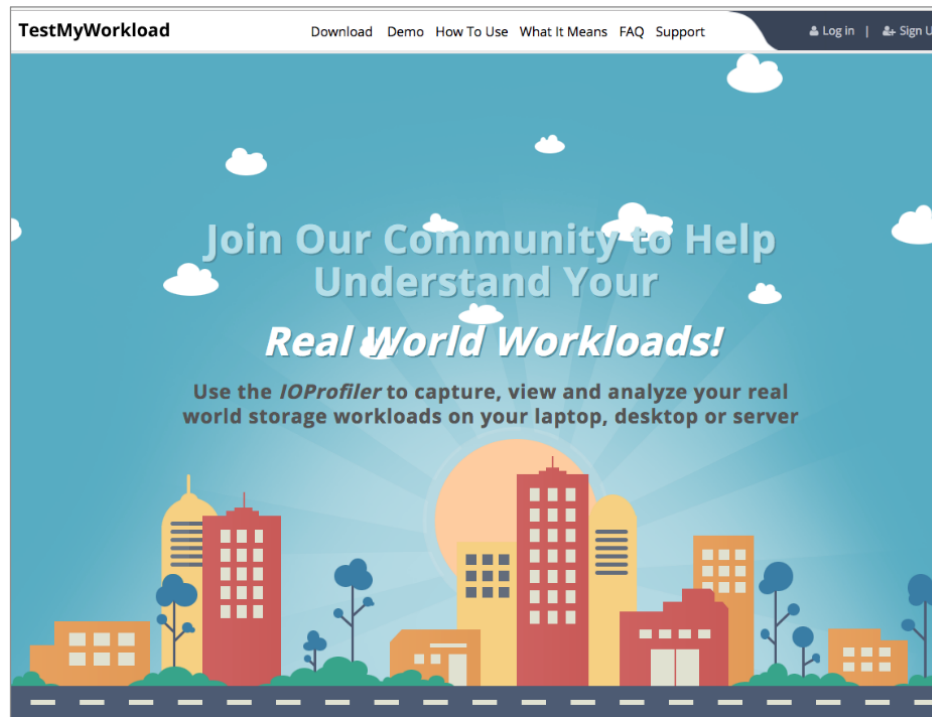 TestMyWorkload
Download Demo How To Use What It Means FAQ Support
Log in | Sign U
Join Our Community to Help
Understand Your
Real World Workloads!
Use the IOProfiler to capture, view and analyze your real
world storage workloads on your laptop, desktop or server